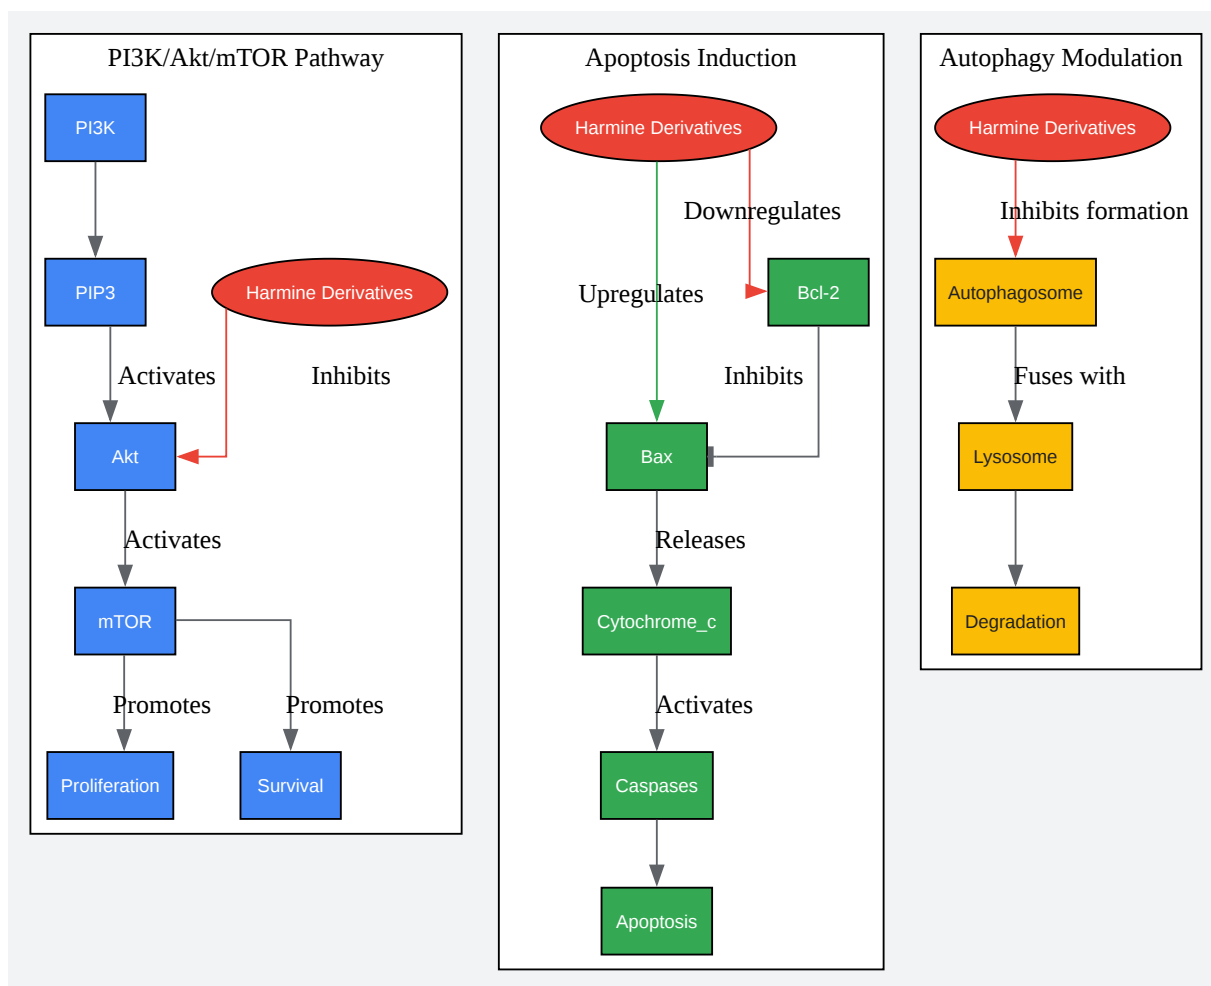 PI3K/Akt/mTOR Pathway
PI3K
PIP3
Harmine Derivatives
Activates
Inhibits
Akt
Activates
mTOR
Promotes
Promotes
Proliferation
Survival
Apoptosis Induction
Harmine Derivatives
Downregulates
Upregulates
Bcl-2
Inhibits
Bax
Releases
Cytochrome_c
Activates
Caspases
Apoptosis
Autophagy Modulation
Harmine Derivatives
Inhibits formation
Autophagosome
Fuses with
Lysosome
Degradation